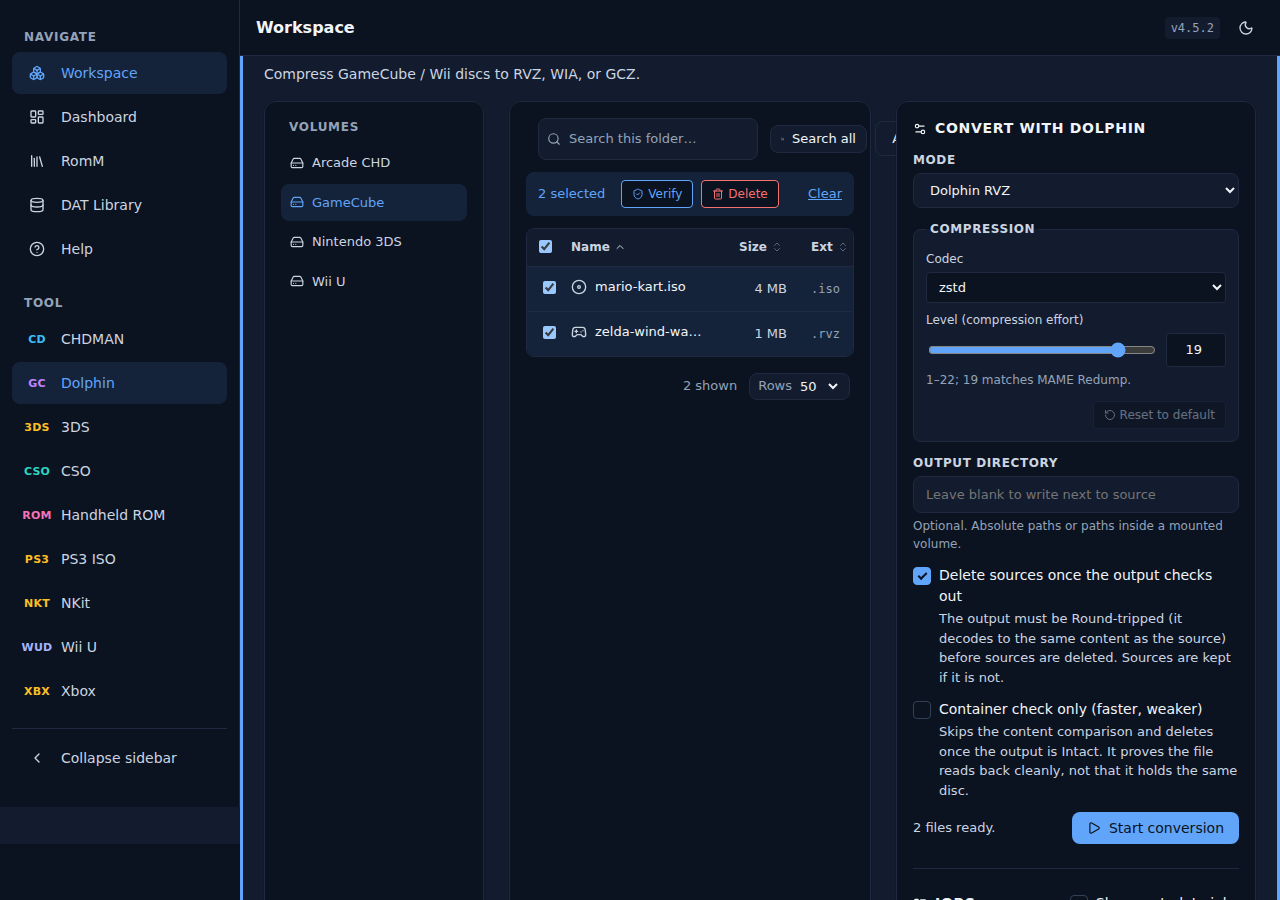 NAVIGATE
Workspace
Dashboard
RomM
DAT Library
Help
TOOL
CD CHDMAN
GC Dolphin
3DS 3DS
CSO CSO
ROM Handheld ROM
PS3 PS3 ISO
NKT NKit
WUD Wii U
XBX Xbox
Collapse sidebar
Workspace
v4.5.2
Compress GameCube / Wii discs to RVZ, WIA, or GCZ.
VOLUMES
Arcade CHD
GameCube
Nintendo 3DS
Wii U
Search this folder…
Search all
2 selected Verify Delete Clear
Name Size Ext
mario-kart.iso 4 MB .iso
zelda-wind-wa… 1 MB .rvz
2 shown Rows 50
CONVERT WITH DOLPHIN
MODE
Dolphin RVZ
COMPRESSION
Codec
zstd
Level (compression effort)
19
1–22; 19 matches MAME Redump.
Reset to default
OUTPUT DIRECTORY
Leave blank to write next to source
Optional. Absolute paths or paths inside a mounted
volume.
Delete sources once the output checks
out
The output must be Round-tripped (it
decodes to the same content as the source)
before sources are deleted. Sources are kept
if it is not.
Container check only (faster, weaker)
Skips the content comparison and deletes
once the output is Intact. It proves the file
reads back cleanly, not that it holds the same
disc.
2 files ready.
Start conversion
JOBS